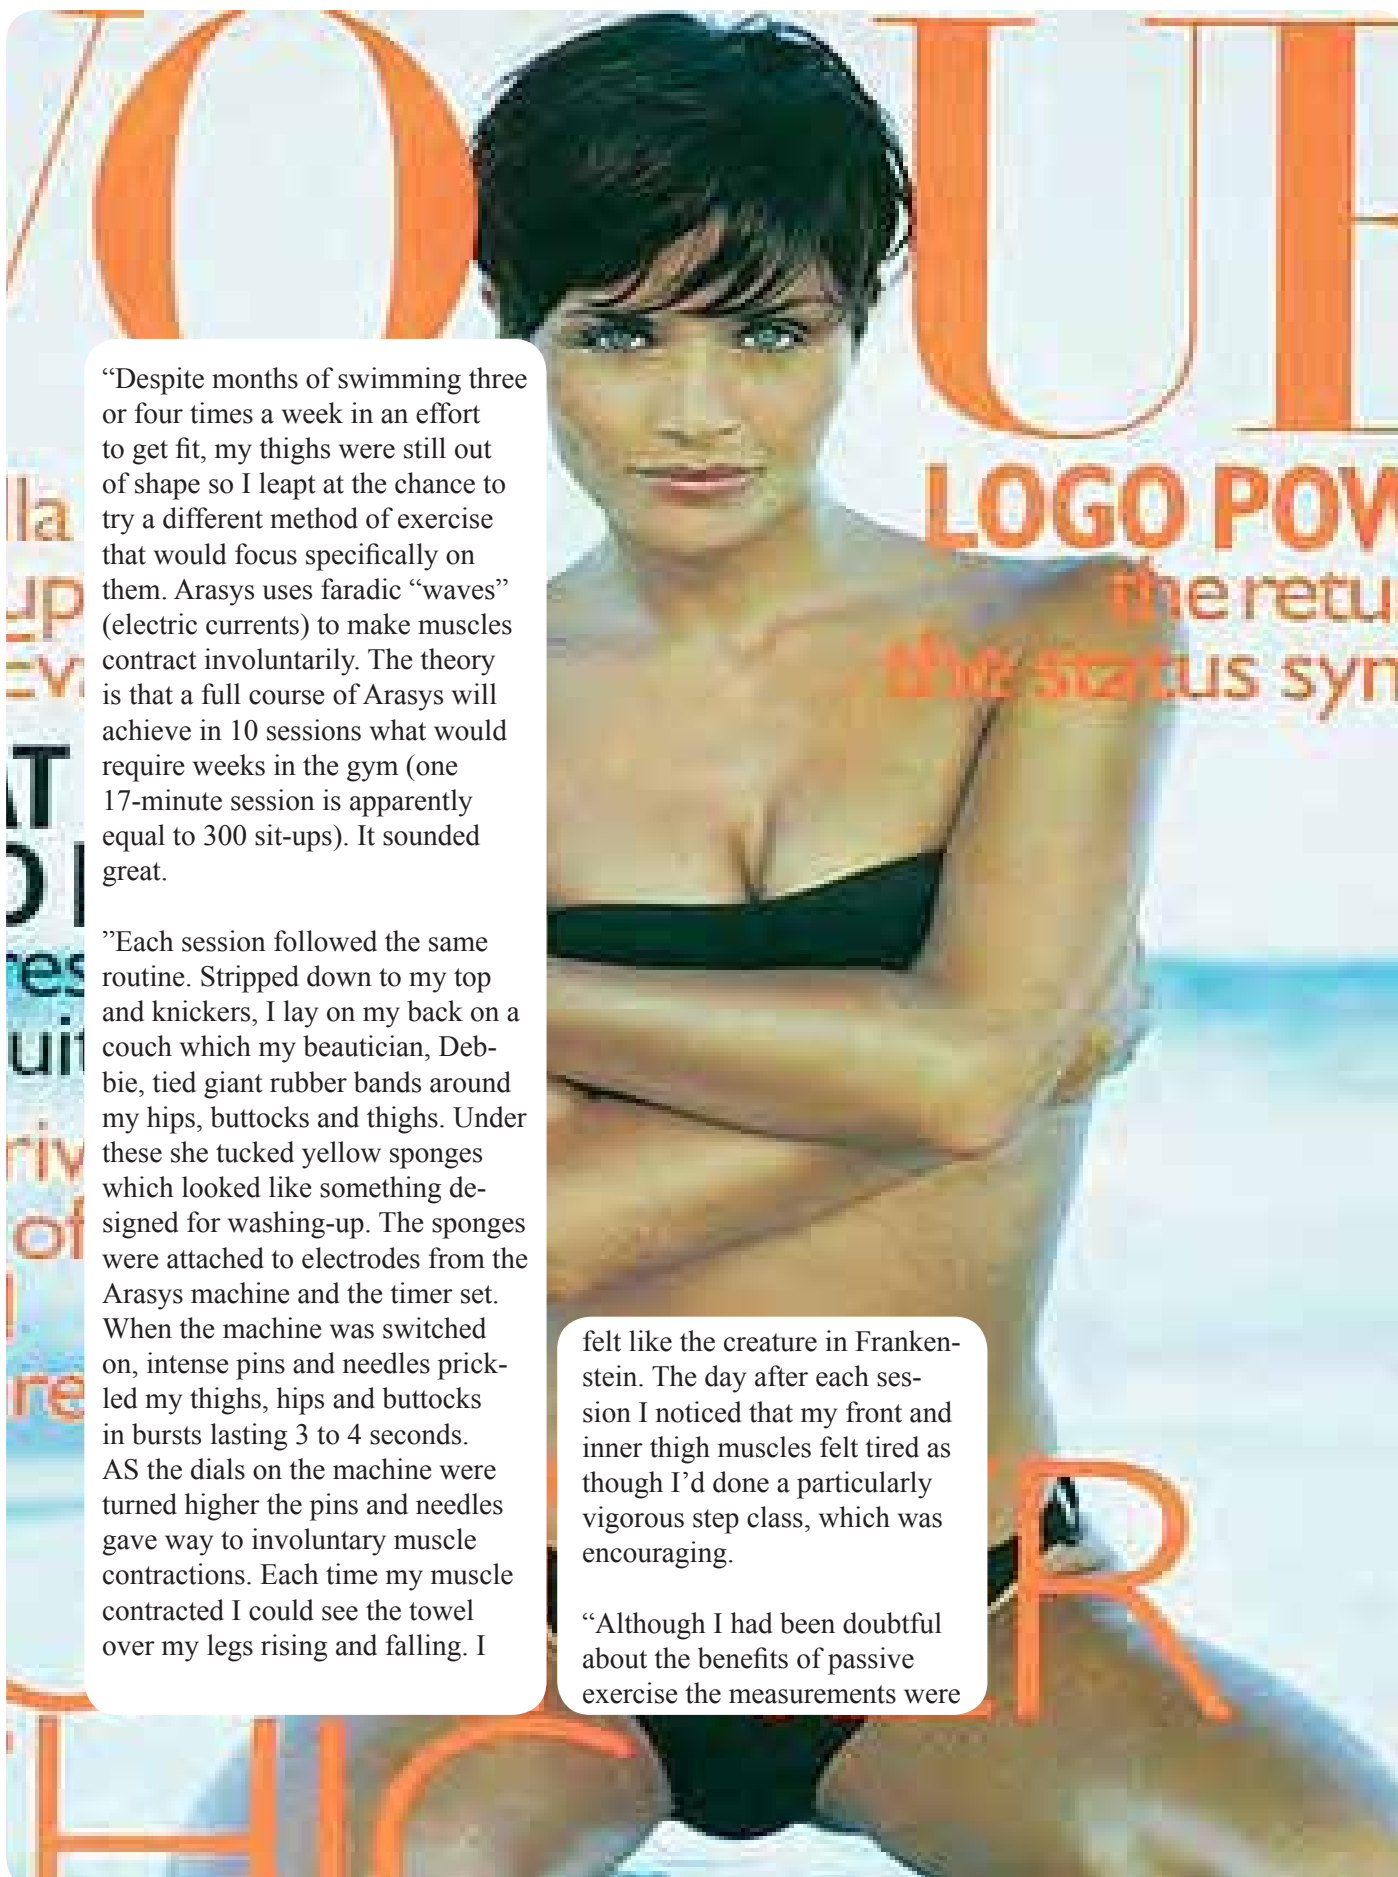 VOGUE
LOGO POW
the retu
the status syn
lla
up
AT
res
uit
riv
of
re
“Despite months of swimming three
or four times a week in an effort
to get fit, my thighs were still out
of shape so I leapt at the chance to
try a different method of exercise
that would focus specifically on
them. Arasys uses faradic “waves”
(electric currents) to make muscles
contract involuntarily. The theory
is that a full course of Arasys will
achieve in 10 sessions what would
require weeks in the gym (one
17-minute session is apparently
equal to 300 sit-ups). It sounded
great.
”Each session followed the same
routine. Stripped down to my top
and knickers, I lay on my back on a
couch which my beautician, Deb-
bie, tied giant rubber bands around
my hips, buttocks and thighs. Under
these she tucked yellow sponges
which looked like something de-
signed for washing-up. The sponges
were attached to electrodes from the
Arasys machine and the timer set.
When the machine was switched
on, intense pins and needles prick-
led my thighs, hips and buttocks
in bursts lasting 3 to 4 seconds.
AS the dials on the machine were
turned higher the pins and needles
gave way to involuntary muscle
contractions. Each time my muscle
contracted I could see the towel
over my legs rising and falling. I
felt like the creature in Franken-
stein. The day after each ses-
sion I noticed that my front and
inner thigh muscles felt tired as
though I’d done a particularly
vigorous step class, which was
encouraging.
“Although I had been doubtful
about the benefits of passive
exercise the measurements were